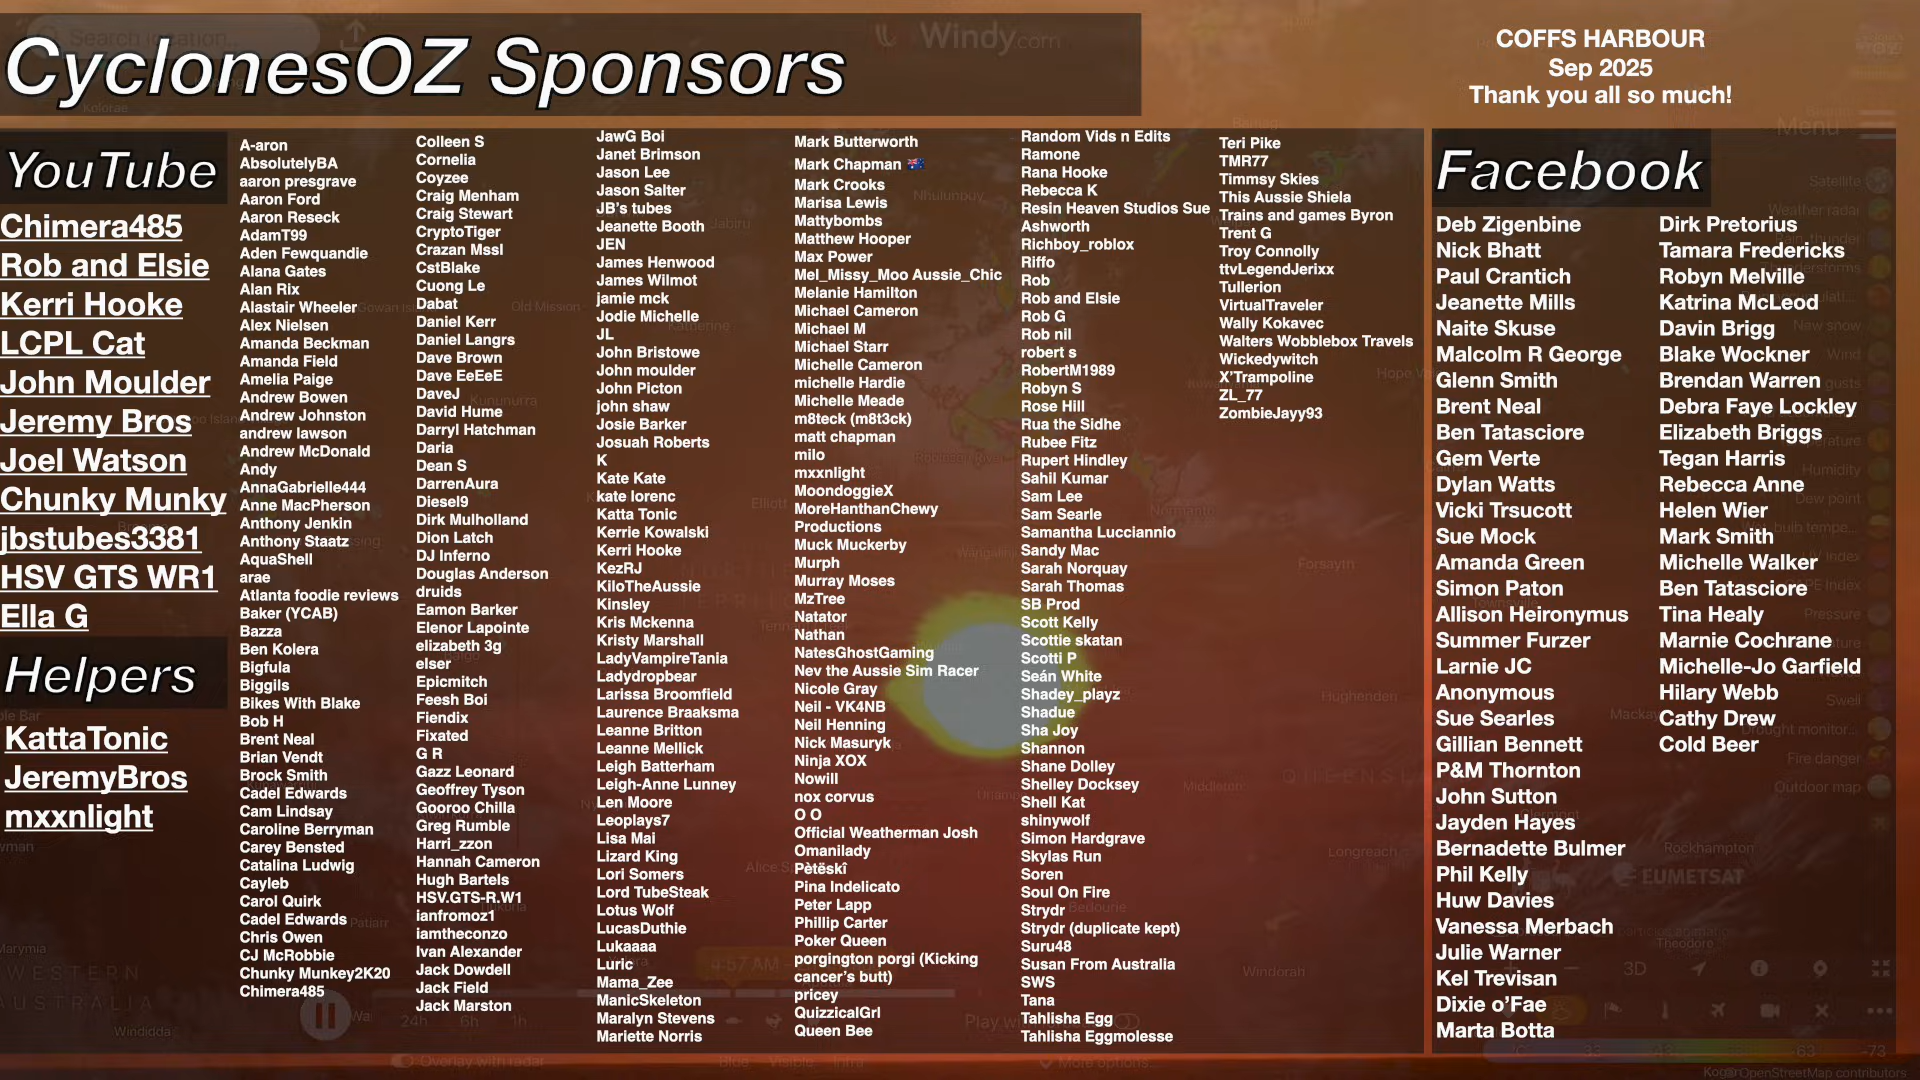 CyclonesOZ Sponsors
COFFS HARBOUR
Sep 2025
Thank you all so much!
YouTube
Chimera485
Rob and Elsie
Kerri Hooke
LCPL Cat
John Moulder
Jeremy Bros
Joel Watson
Chunky Munky
jbstubes3381
HSV GTS WR1
Ella G
Helpers
KattaTonic
JeremyBros
mxxnlight
A-aron
AbsolutelyBA
aaron presgrave
Aaron Ford
Aaron Reseck
AdamT99
Aden Fewquandie
Alana Gates
Alan Rix
Alastair Wheeler
Alex Nielsen
Amanda Beckman
Amanda Field
Amelia Paige
Andrew Bowen
Andrew Johnston
andrew lawson
Andrew McDonald
Andy
AnnaGabrielle444
Anne MacPherson
Anthony Jenkin
Anthony Staatz
AquaShell
arae
Atlanta foodie reviews
Baker (YCAB)
Bazza
Ben Kolera
Bigfula
Biggils
Bikes With Blake
Bob H
Brent Neal
Brian Vendt
Brock Smith
Cadel Edwards
Cam Lindsay
Caroline Berryman
Carey Bensted
Catalina Ludwig
Cayleb
Carol Quirk
Cadel Edwards
Chris Owen
CJ McRobbie
Chunky Munkey2K20
Chimera485
Colleen S
Cornelia
Coyzee
Craig Menham
Craig Stewart
CryptoTiger
Crazan Mssl
CstBlake
Cuong Le
Dabat
Daniel Kerr
Daniel Langrs
Dave Brown
Dave EeEeE
DaveJ
David Hume
Darryl Hatchman
Daria
Dean S
DarrenAura
Diesel9
Dirk Mulholland
Dion Latch
DJ Inferno
Douglas Anderson
druids
Eamon Barker
Elenor Lapointe
elizabeth 3g
elser
Epicmitch
Feesh Boi
Fiendix
Fixated
G R
Gazz Leonard
Geoffrey Tyson
Gooroo Chilla
Greg Rumble
Harri_zzon
Hannah Cameron
Hugh Bartels
HSV.GTS-R.W1
ianfromoz1
iamtheconzo
Ivan Alexander
Jack Dowdell
Jack Field
Jack Marston
JawG Boi
Janet Brimson
Jason Lee
Jason Salter
JB's tubes
Jeanette Booth
JEN
James Henwood
James Wilmot
jamie mck
Jodie Michelle
JL
John Bristowe
John moulder
John Picton
john shaw
Josie Barker
Josuah Roberts
K
Kate Kate
kate lorenc
Katta Tonic
Kerrie Kowalski
Kerri Hooke
KezRJ
KiloTheAussie
Kinsley
Kris Mckenna
Kristy Marshall
LadyVampireTania
Ladydropbear
Larissa Broomfield
Laurence Braaksma
Leanne Britton
Leanne Mellick
Leigh Batterham
Leigh-Anne Lunney
Len Moore
Leoplays7
Lisa Mai
Lizard King
Lori Somers
Lord TubeSteak
Lotus Wolf
LucasDuthie
Lukaaaa
Luric
Mama_Zee
ManicSkeleton
Maralyn Stevens
Mariette Norris
Mark Butterworth
Mark Chapman 🇦🇺
Mark Crooks
Marisa Lewis
Mattybombs
Matthew Hooper
Max Power
Mel_Missy_Moo Aussie_Chic
Melanie Hamilton
Michael Cameron
Michael M
Michael Starr
Michelle Cameron
michelle Hardie
Michelle Meade
m8teck (m8t3ck)
matt chapman
milo
mxxnlight
MoondoggieX
MoreHanthanChewy
Productions
Muck Muckerby
Murph
Murray Moses
MzTree
Natator
Nathan
NatesGhostGaming
Nev the Aussie Sim Racer
Nicole Gray
Neil - VK4NB
Neil Henning
Nick Masuryk
Ninja XOX
Nowill
nox corvus
O O
Official Weatherman Josh
Omanilady
Pètëskî
Pina Indelicato
Peter Lapp
Phillip Carter
Poker Queen
porgington porgi (Kicking
cancer's butt)
pricey
QuizzicalGrl
Queen Bee
Random Vids n Edits
Ramone
Rana Hooke
Rebecca K
Resin Heaven Studios Sue
Ashworth
Richboy_roblox
Riffo
Rob
Rob and Elsie
Rob G
Rob nil
robert s
RobertM1989
Robyn S
Rose Hill
Rua the Sidhe
Rubee Fitz
Rupert Hindley
Sahil Kumar
Sam Lee
Sam Searle
Samantha Lucciannio
Sandy Mac
Sarah Norquay
Sarah Thomas
SB Prod
Scott Kelly
Scottie skatan
Scotti P
Seán White
Shadey_playz
Shadue
Sha Joy
Shannon
Shane Dolley
Shelley Docksey
Shell Kat
shinywolf
Simon Hardgrave
Skylas Run
Soren
Soul On Fire
Strydr
Strydr (duplicate kept)
Suru48
Susan From Australia
SWS
Tana
Tahlisha Egg
Tahlisha Eggmolesse
Teri Pike
TMR77
Timmsy Skies
This Aussie Shiela
Trains and games Byron
Trent G
Troy Connolly
ttvLegendJerixx
Tullerion
VirtualTraveler
Wally Kokavec
Walters Wobblebox Travels
Wickedywitch
X'Trampoline
ZL_77
ZombieJayy93
Facebook
Deb Zigenbine
Nick Bhatt
Paul Crantich
Jeanette Mills
Naite Skuse
Malcolm R George
Glenn Smith
Brent Neal
Ben Tatasciore
Gem Verte
Dylan Watts
Vicki Trsucott
Sue Mock
Amanda Green
Simon Paton
Allison Heironymus
Summer Furzer
Larnie JC
Anonymous
Sue Searles
Gillian Bennett
P&M Thornton
John Sutton
Jayden Hayes
Bernadette Bulmer
Phil Kelly
Huw Davies
Vanessa Merbach
Julie Warner
Kel Trevisan
Dixie o'Fae
Marta Botta
Dirk Pretorius
Tamara Fredericks
Robyn Melville
Katrina McLeod
Davin Brigg
Blake Wockner
Brendan Warren
Debra Faye Lockley
Elizabeth Briggs
Tegan Harris
Rebecca Anne
Helen Wier
Mark Smith
Michelle Walker
Ben Tatasciore
Tina Healy
Marnie Cochrane
Michelle-Jo Garfield
Hilary Webb
Cathy Drew
Cold Beer
Search location...
Windy.com
Menu
EUMETSAT